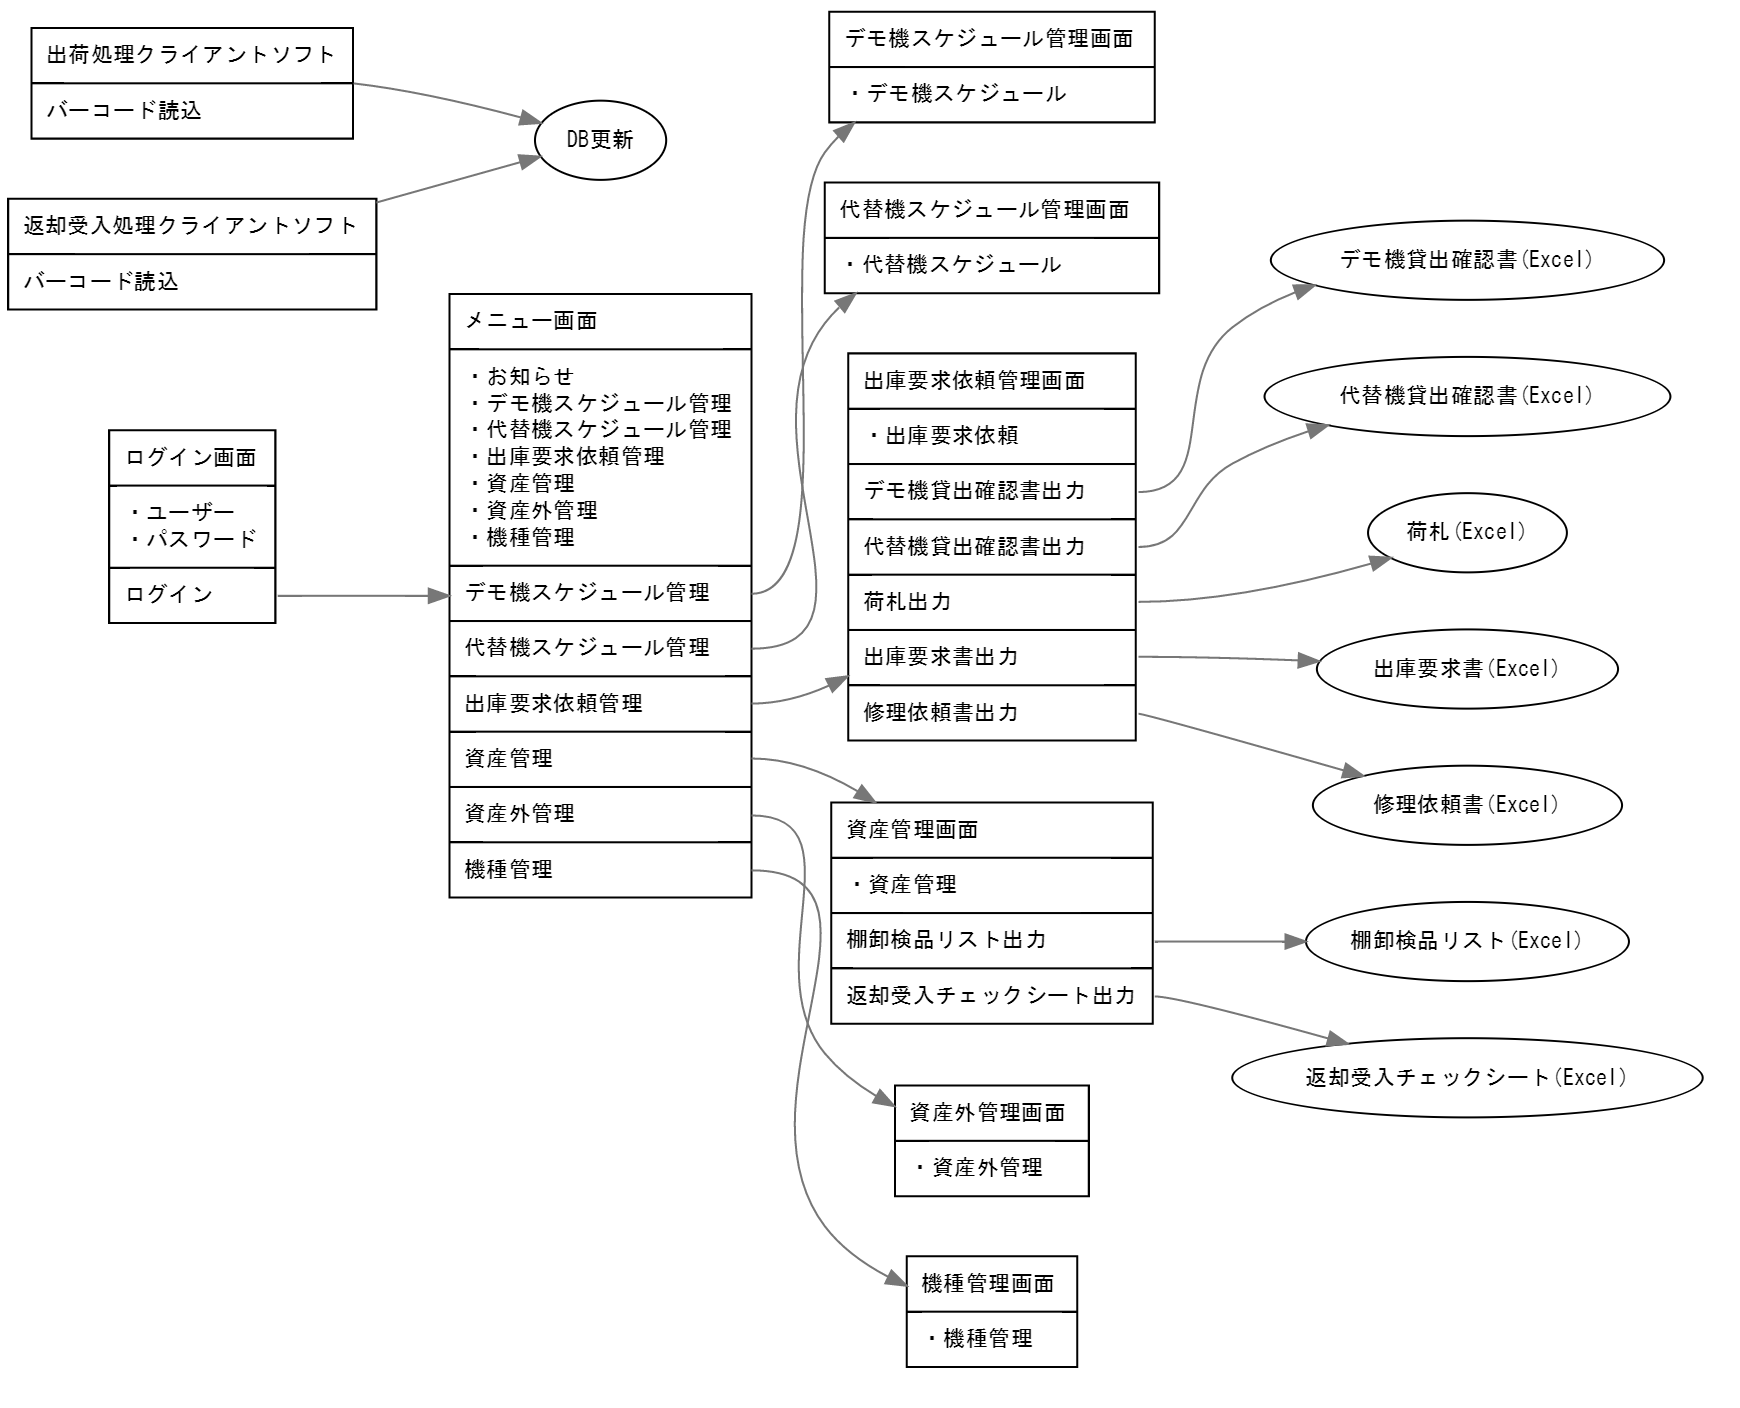 出荷処理クライアントソフト
バーコード読込
返却受入処理クライアントソフト
バーコード読込
DB更新
ログイン画面
・ユーザー
・パスワード
ログイン
メニュー画面
・お知らせ
・デモ機スケジュール管理
・代替機スケジュール管理
・出庫要求依頼管理
・資産管理
・資産外管理
・機種管理
デモ機スケジュール管理
代替機スケジュール管理
出庫要求依頼管理
資産管理
資産外管理
機種管理
デモ機スケジュール管理画面
・デモ機スケジュール
代替機スケジュール管理画面
・代替機スケジュール
出庫要求依頼管理画面
・出庫要求依頼
デモ機貸出確認書出力
代替機貸出確認書出力
荷札出力
出庫要求書出力
修理依頼書出力
資産管理画面
・資産管理
棚卸検品リスト出力
返却受入チェックシート出力
資産外管理画面
・資産外管理
機種管理画面
・機種管理
デモ機貸出確認書(Excel)
代替機貸出確認書(Excel)
荷札(Excel)
出庫要求書(Excel)
修理依頼書(Excel)
棚卸検品リスト(Excel)
返却受入チェックシート(Excel)